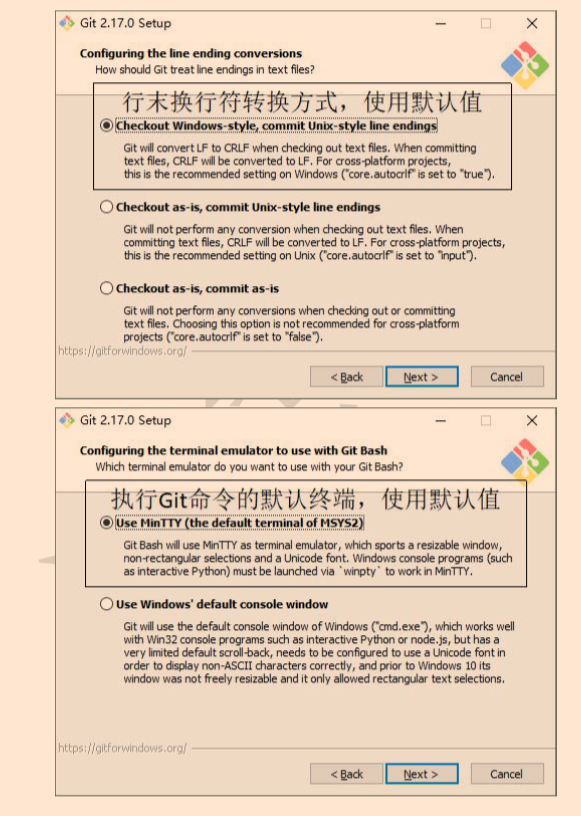 Git 2.17.0 Setup
Configuring the line ending conversions
How should Git treat line endings in text files?
行末换行符转换方式，使用默认值
Checkout Windows-style, commit Unix-style line endings
Git will convert LF to CRLF when checking out text files. When committing
text files, CRLF will be converted to LF. For cross-platform projects,
this is the recommended setting on Windows ("core.autocrlf" is set to "true").
Checkout as-is, commit Unix-style line endings
Git will not perform any conversion when checking out text files. When
committing text files, CRLF will be converted to LF. For cross-platform projects,
this is the recommended setting on Unix ("core.autocrlf" is set to "input").
Checkout as-is, commit as-is
Git will not perform any conversions when checking out or committing
text files. Choosing this option is not recommended for cross-platform
projects ("core.autocrlf" is set to "false").
https://gitforwindows.org/
< Back
Next >
Cancel
Git 2.17.0 Setup
Configuring the terminal emulator to use with Git Bash
Which terminal emulator do you want to use with your Git Bash?
执行Git命令的默认终端，使用默认值
Use MinTTY (the default terminal of MSYS2)
Git Bash will use MinTTY as terminal emulator, which sports a resizable window,
non-rectangular selections and a Unicode font. Windows console programs (such
as interactive Python) must be launched via `winpty` to work in MinTTY.
Use Windows' default console window
Git will use the default console window of Windows ("cmd.exe"), which works well
with Win32 console programs such as interactive Python or node.js, but has a
very limited default scroll-back, needs to be configured to use a Unicode font in
order to display non-ASCII characters correctly, and prior to Windows 10 its
window was not freely resizable and it only allowed rectangular text selections.
https://gitforwindows.org/
< Back
Next >
Cancel